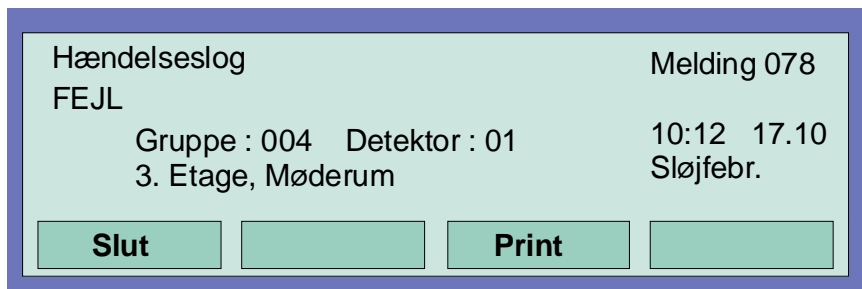 Hændelseslog Melding 078
FEJL
Gruppe : 004 Detektor : 01 10:12 17.10
3. Etage, Møderum Sløjfebr.
Slut Print